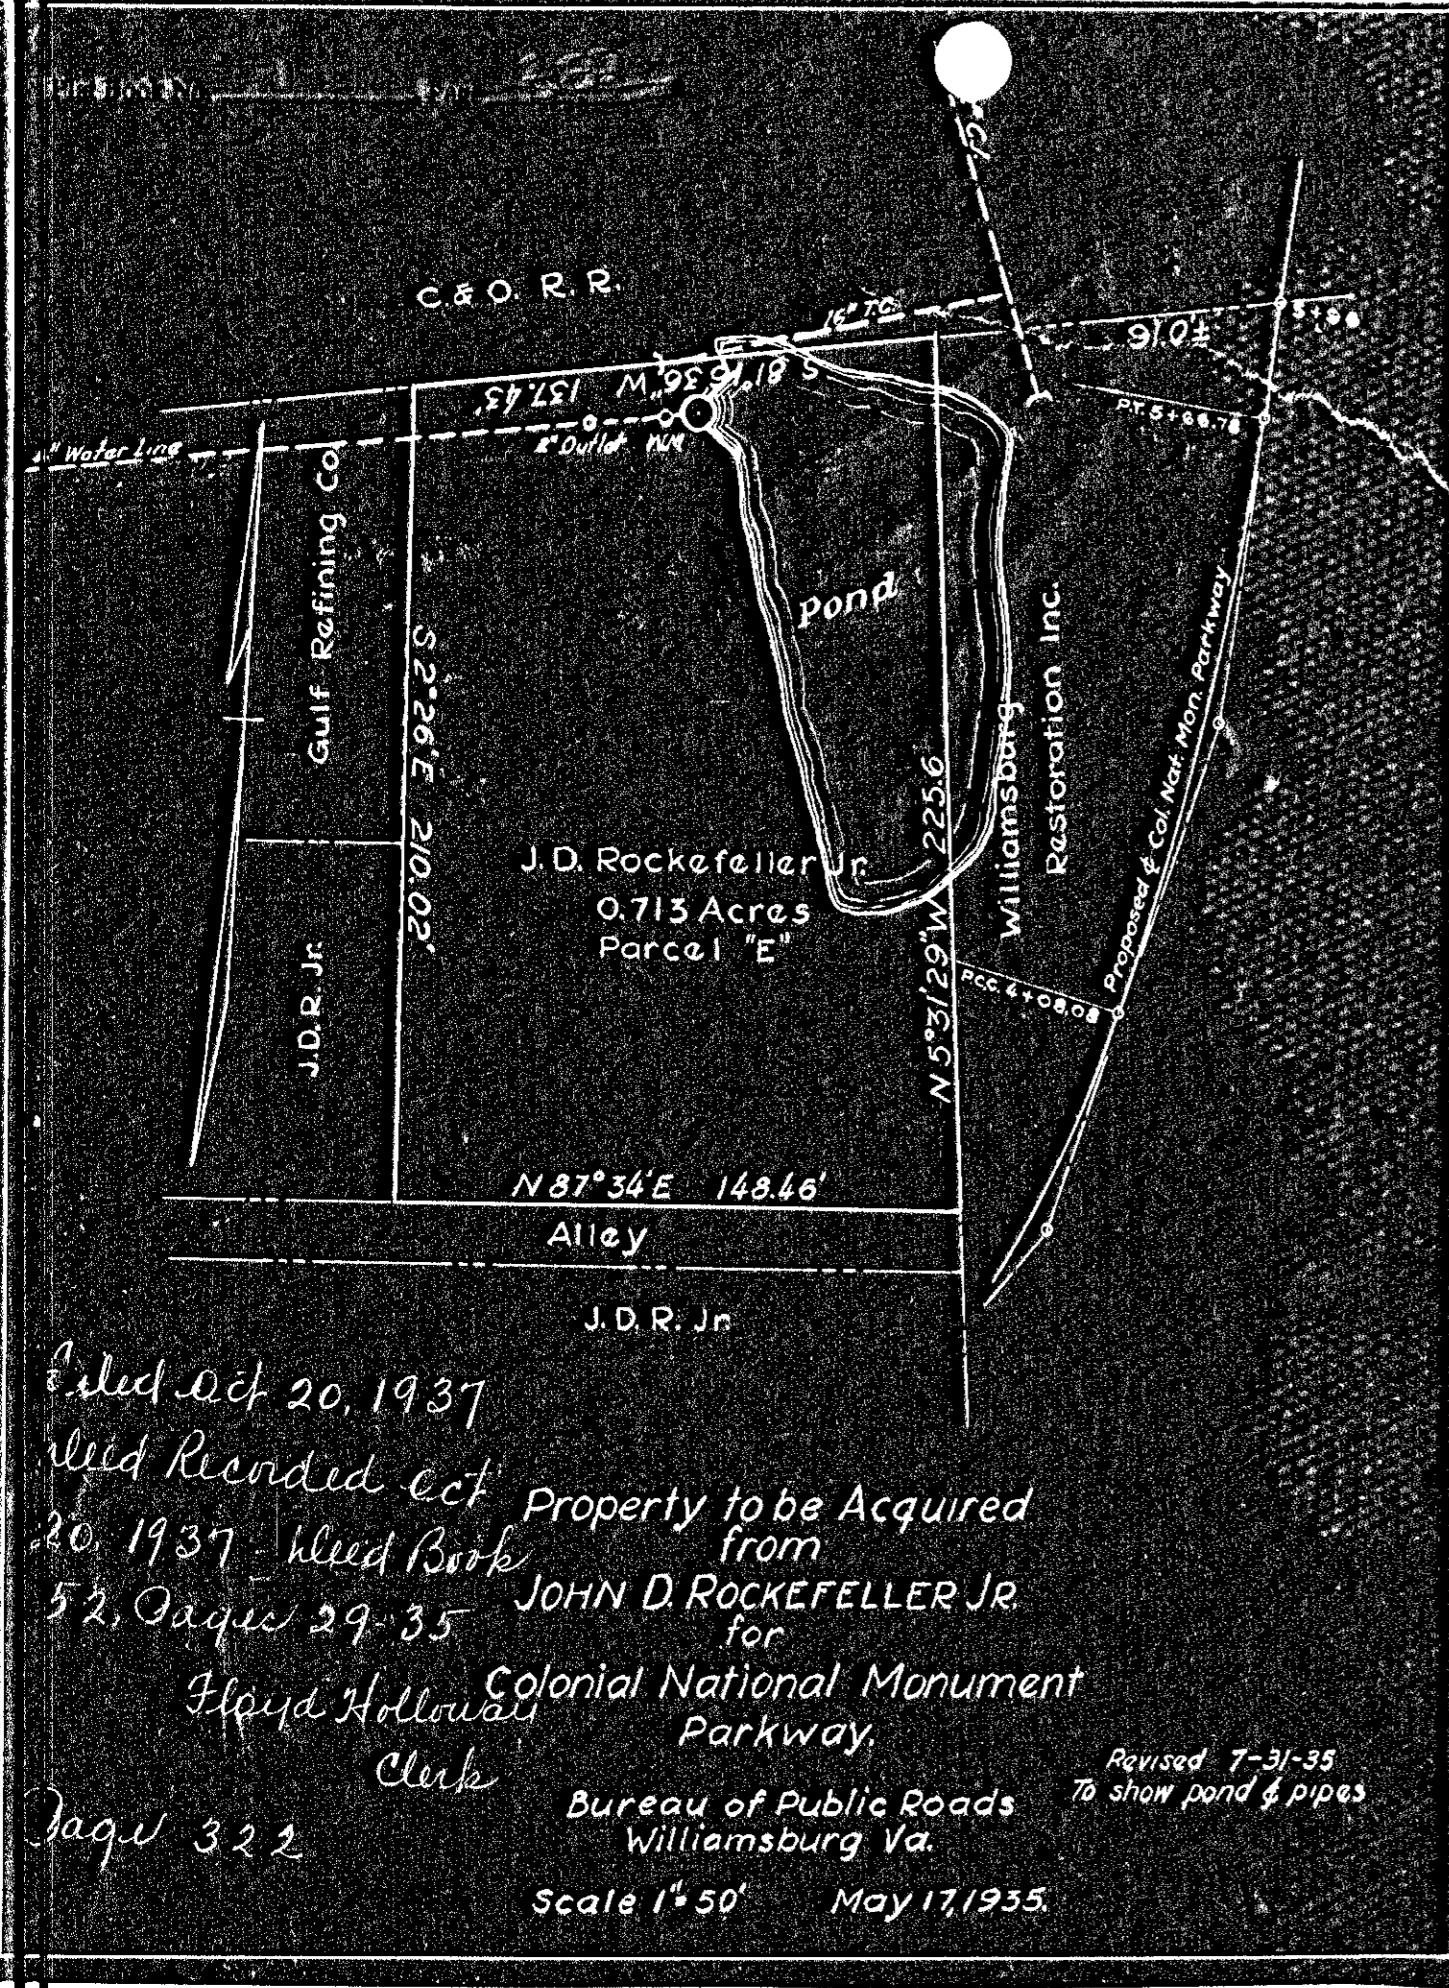 C. & O. R. R.
C.I.
16" T.C.
91.0'±
5+98
P.T. 5+66.78
S 81°15'36" W 137.43'
Water Line
8" Outlet
Gulf Refining Co.
S 2°26'E 210.02'
Pond
Williamsburg
Restoration Inc.
Proposed ₵ Col. Nat. Mon. Parkway
J. D. Rockefeller Jr.
0.713 Acres
Parcel "E"
N 5°31'29"W 225.6
P.C.C. 4+08.08
J.D.R. Jr.
N 87°34'E 148.46'
Alley
J. D. R. Jr.
Filed Oct 20, 1937
Deed Recorded Oct
20, 1937 - Deed Book
52, Pages 29-35
Floyd Holloway
Clerk
Page 322
Property to be Acquired
from
JOHN D. ROCKEFELLER JR.
for
Colonial National Monument
Parkway.
Bureau of Public Roads
Williamsburg Va.
Scale 1"=50' May 17, 1935.
Revised 7-31-35
To show pond & pipes